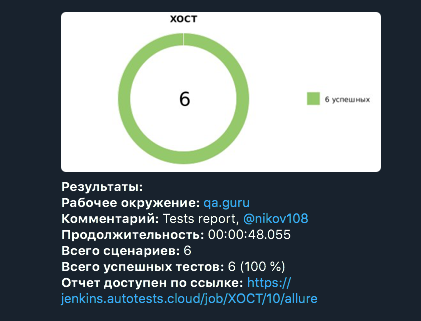 ХОСТ
6
6 успешных
Результаты:
Рабочее окружение: qa.guru
Комментарий: Tests report, @nikov108
Продолжительность: 00:00:48.055
Всего сценариев: 6
Всего успешных тестов: 6 (100 %)
Отчет доступен по ссылке: https://
jenkins.autotests.cloud/job/ХОСТ/10/allure